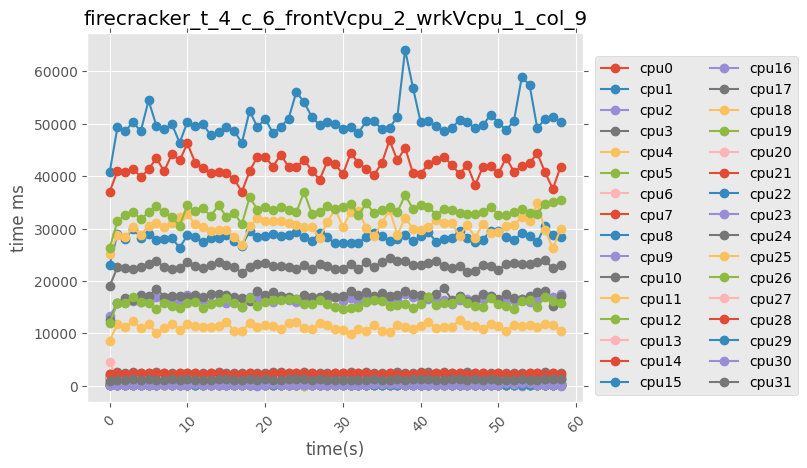 firecracker_t_4_c_6_frontVcpu_2_wrkVcpu_1_col_9
time ms
60000
50000
40000
30000
20000
10000
0
0
10
20
30
40
50
60
time(s)
cpu0
cpu1
cpu2
cpu3
cpu4
cpu5
cpu6
cpu7
cpu8
cpu9
cpu10
cpu11
cpu12
cpu13
cpu14
cpu15
cpu16
cpu17
cpu18
cpu19
cpu20
cpu21
cpu22
cpu23
cpu24
cpu25
cpu26
cpu27
cpu28
cpu29
cpu30
cpu31